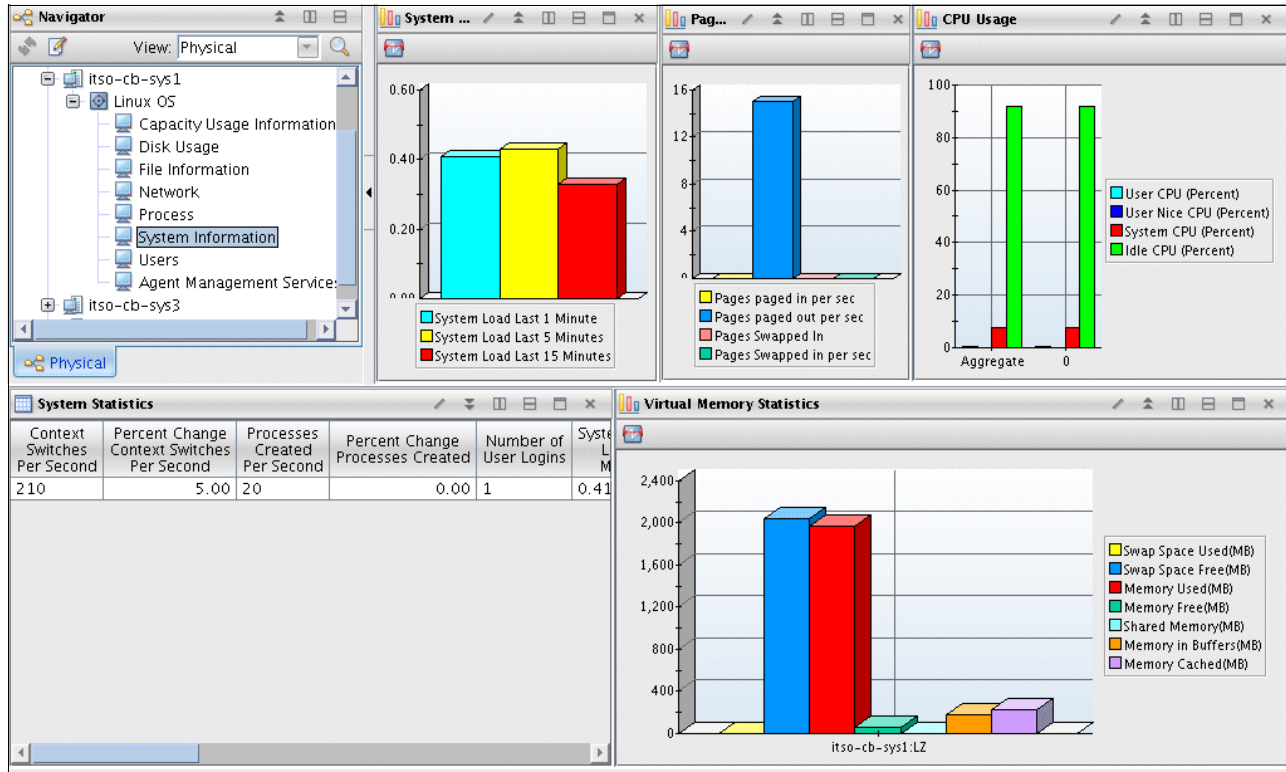 Navigator
View: Physical
itso-cb-sys1
Linux OS
Capacity Usage Information
Disk Usage
File Information
Network
Process
System Information
Users
Agent Management Service
itso-cb-sys3
Physical
System ...
0.60
0.40
0.20
0.00
System Load Last 1 Minute
System Load Last 5 Minutes
System Load Last 15 Minutes
Pag...
16
12
8
4
0
Pages paged in per sec
Pages paged out per sec
Pages Swapped In
Pages Swapped in per sec
CPU Usage
100
80
60
40
20
0
Aggregate 0
User CPU (Percent)
User Nice CPU (Percent)
System CPU (Percent)
Idle CPU (Percent)
System Statistics
Context Switches Per Second
Percent Change Context Switches Per Second
Processes Created Per Second
Percent Change Processes Created
Number of User Logins
Syste
L
M
210 5.00 20 0.00 1 0.41
Virtual Memory Statistics
2,400
2,000
1,600
1,200
800
400
0
itso-cb-sys1:LZ
Swap Space Used(MB)
Swap Space Free(MB)
Memory Used(MB)
Memory Free(MB)
Shared Memory(MB)
Memory in Buffers(MB)
Memory Cached(MB)